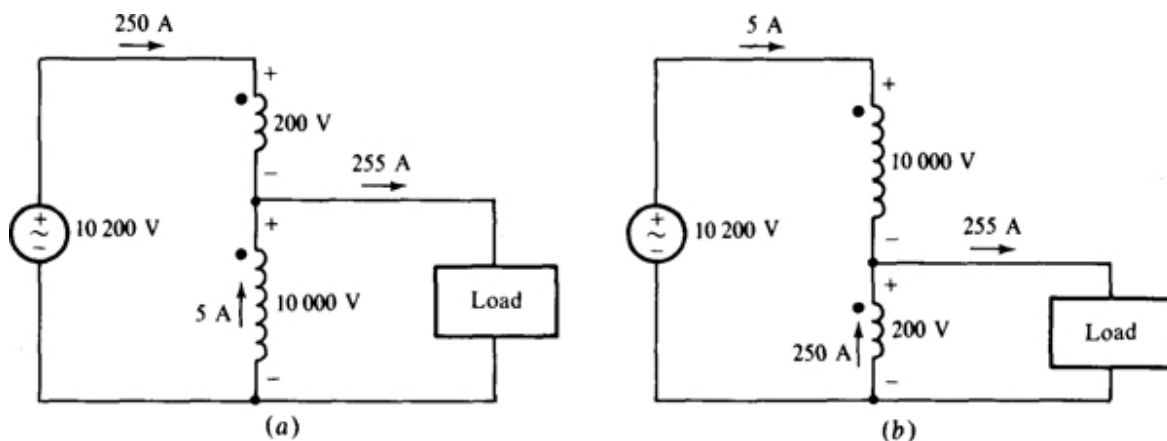 250 A
+
200 V
−
255 A
+
−
10 200 V
+
5 A
10 000 V
−
Load
(a)
5 A
+
10 000 V
−
255 A
+
−
10 200 V
+
250 A
200 V
−
Load
(b)